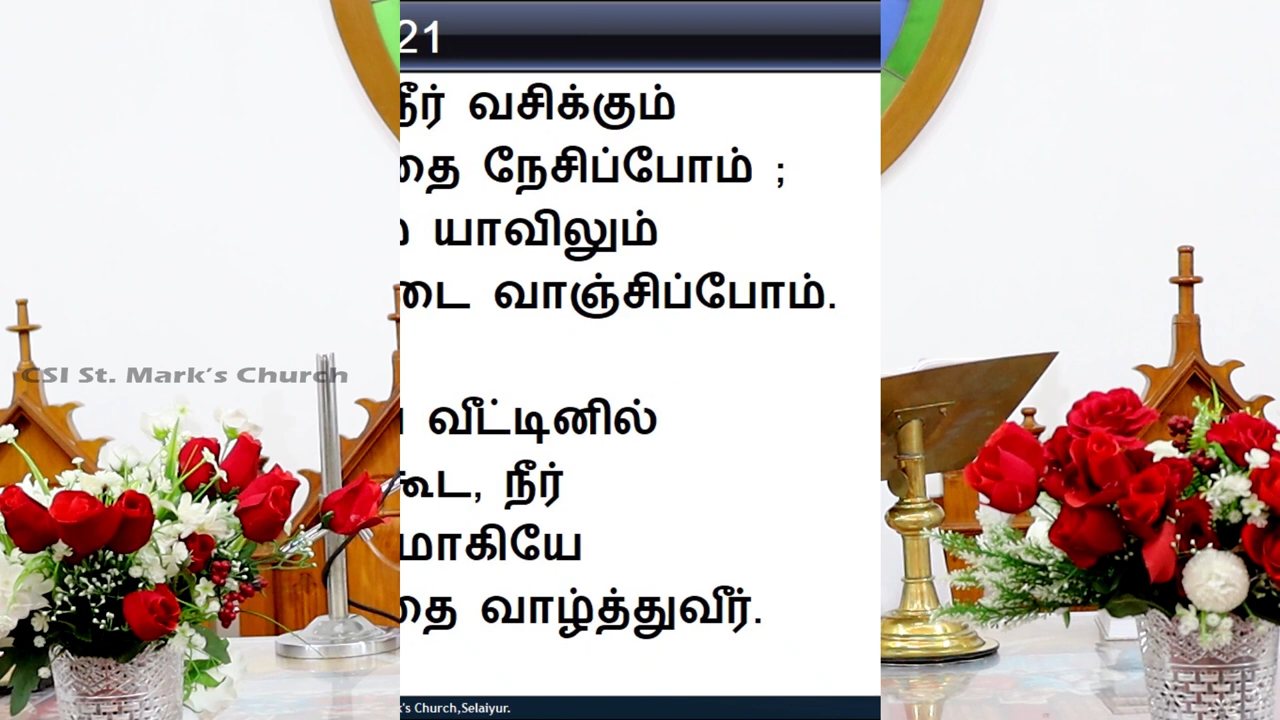 21
நீர் வசிக்கும்
நேசிப்போம் ;
யாவிலும்
வாஞ்சிப்போம்.
CSI St. Mark's Church
வீட்டினில்
நீர்
வாழ்த்துவீர்.
Church,Selaiyur.